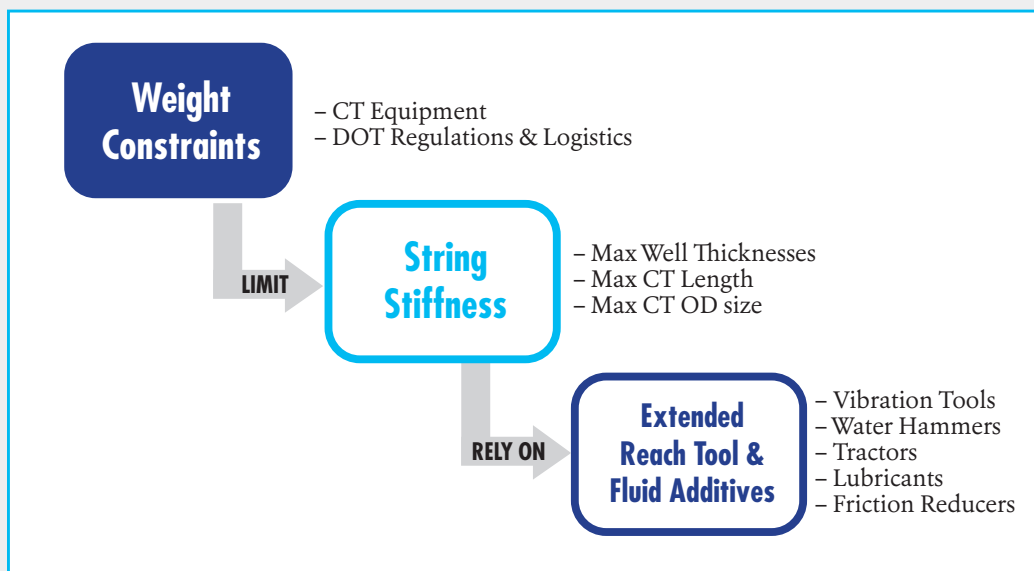 Weight
Constraints
– CT Equipment
– DOT Regulations & Logistics
LIMIT
String
Stiffness
– Max Well Thicknesses
– Max CT Length
– Max CT OD size
RELY ON
Extended
Reach Tool &
Fluid Additives
– Vibration Tools
– Water Hammers
– Tractors
– Lubricants
– Friction Reducers